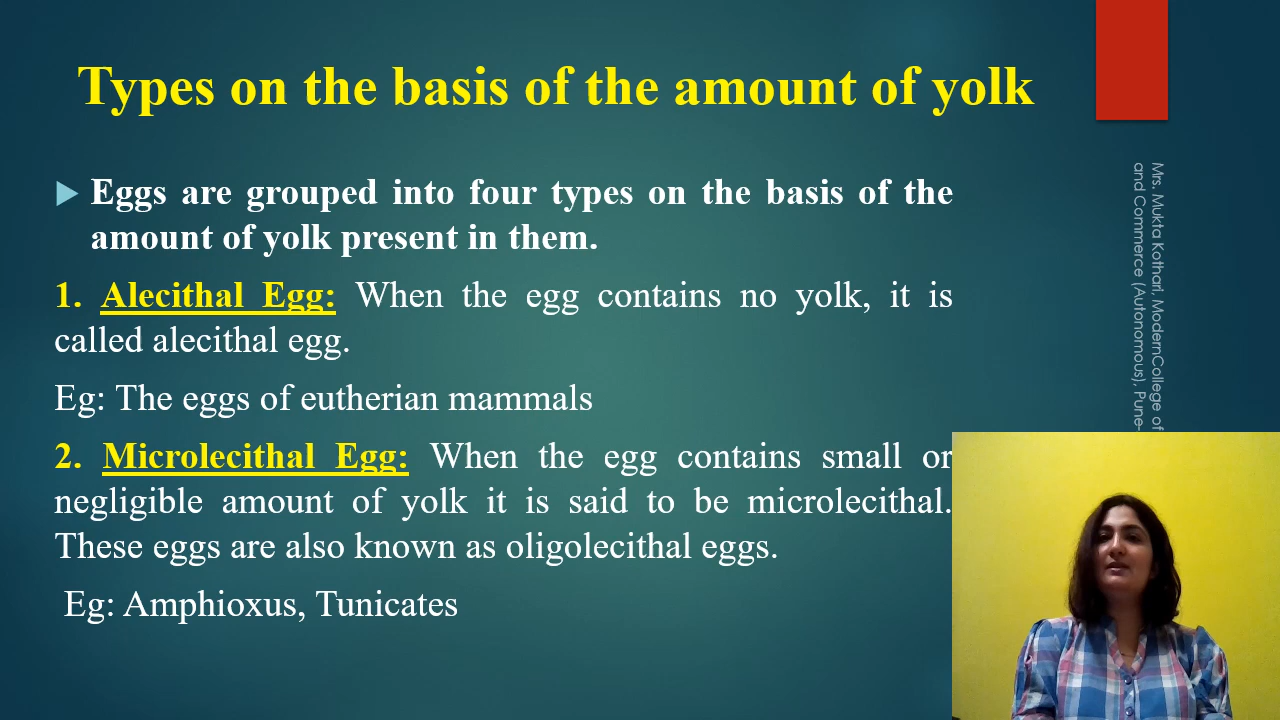 Types on the basis of the amount of yolk
Eggs are grouped into four types on the basis of the
amount of yolk present in them.
1. Alecithal Egg: When the egg contains no yolk, it is
called alecithal egg.
Eg: The eggs of eutherian mammals
2. Microlecithal Egg: When the egg contains small or
negligible amount of yolk it is said to be microlecithal.
These eggs are also known as oligolecithal eggs.
Eg: Amphioxus, Tunicates
Mrs. Mukta Kothari, ModernCollege of
and Commerce (Autonomous), Pune-